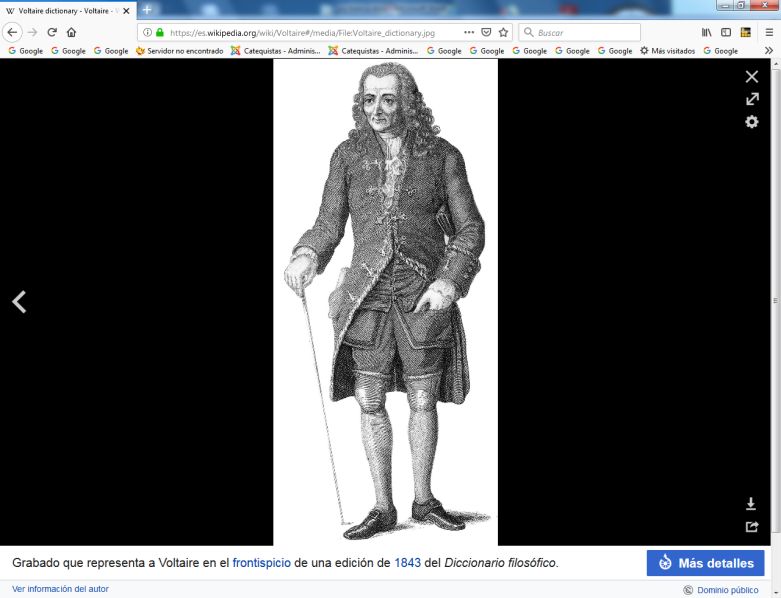 Voltaire dictionary - Voltaire -
https://es.wikipedia.org/wiki/Voltaire#/media/File:Voltaire_dictionary.jpg
Buscar
Google Google Google Servidor no encontrado Catequistas - Adminis... Catequistas - Adminis... Google Google Google Google Google Más visitados Google
Grabado que representa a Voltaire en el frontispicio de una edición de 1843 del Diccionario filosófico.
Más detalles
Ver información del autor
Dominio público